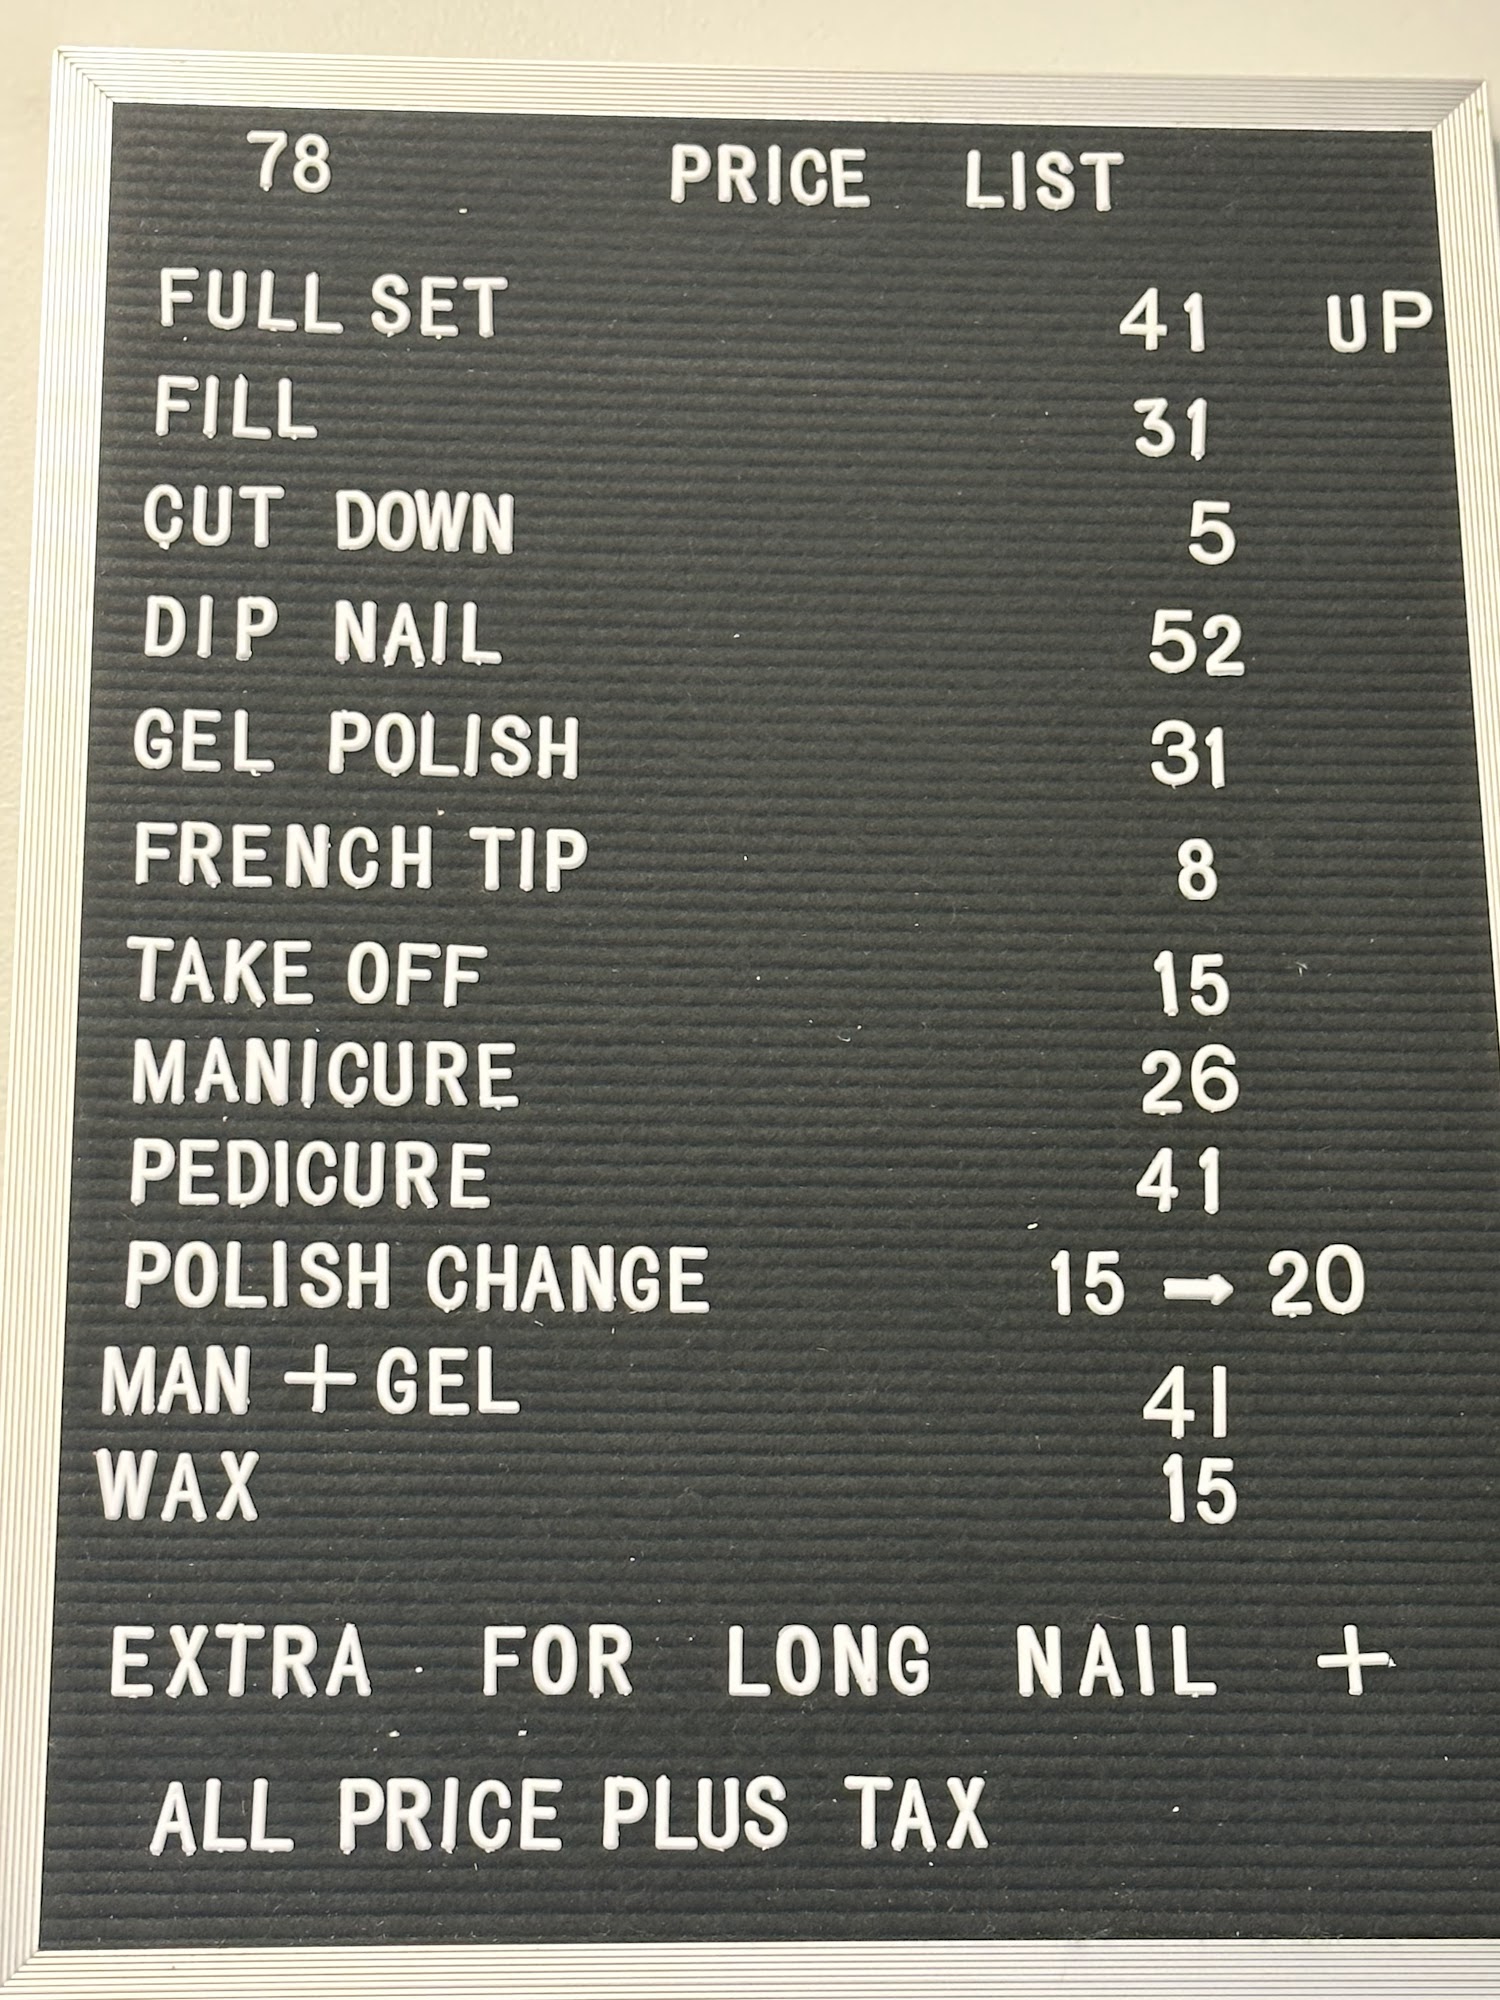 78 PRICE LIST
FULL SET 41 UP
FILL 31
CUT DOWN 5
DIP NAIL 52
GEL POLISH 31
FRENCH TIP 8
TAKE OFF 15
MANICURE 26
PEDICURE 41
POLISH CHANGE 15 → 20
MAN + GEL 41
WAX 15
EXTRA FOR LONG NAIL +
ALL PRICE PLUS TAX